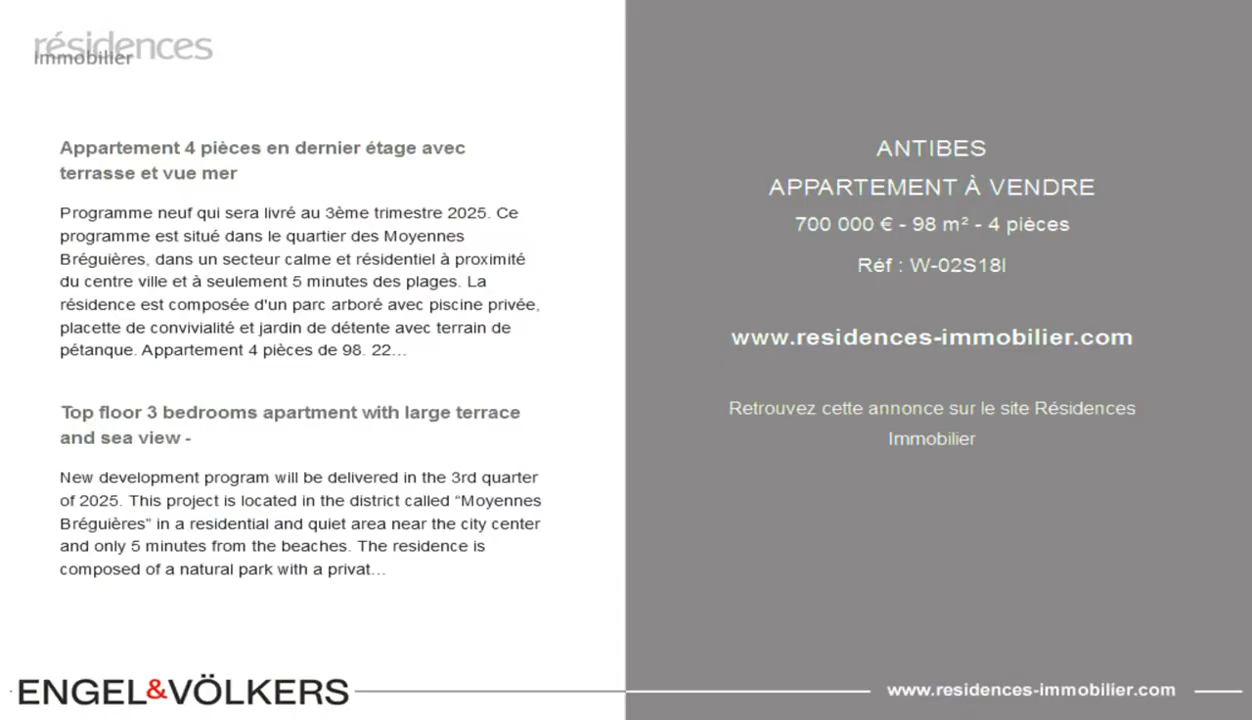 résidences
Immobilier
Appartement 4 pièces en dernier étage avec
terrasse et vue mer
Programme neuf qui sera livré au 3ème trimestre 2025. Ce
programme est situé dans le quartier des Moyennes
Bréguières, dans un secteur calme et résidentiel à proximité
du centre ville et à seulement 5 minutes des plages. La
résidence est composée d'un parc arboré avec piscine privée,
placette de convivialité et jardin de détente avec terrain de
pétanque. Appartement 4 pièces de 98. 22...
Top floor 3 bedrooms apartment with large terrace
and sea view -
New development program will be delivered in the 3rd quarter
of 2025. This project is located in the district called “Moyennes
Bréguières” in a residential and quiet area near the city center
and only 5 minutes from the beaches. The residence is
composed of a natural park with a privat...
ENGEL&VÖLKERS
ANTIBES
APPARTEMENT À VENDRE
700 000 € - 98 m² - 4 pièces
Réf : W-02S18I
www.residences-immobilier.com
Retrouvez cette annonce sur le site Résidences
Immobilier
www.residences-immobilier.com